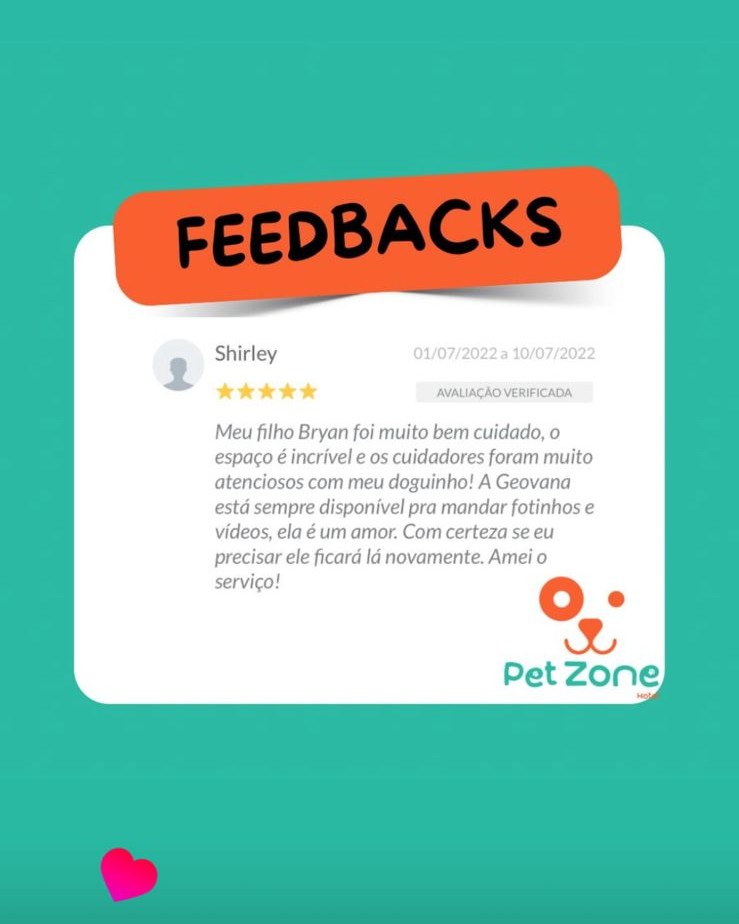 FEEDBACKS
Shirley
01/07/2022 a 10/07/2022
AVALIAÇÃO VERIFICADA
Meu filho Bryan foi muito bem cuidado, o
espaço é incrível e os cuidadores foram muito
atenciosos com meu doguinho! A Geovana
está sempre disponível pra mandar fotinhos e
vídeos, ela é um amor. Com certeza se eu
precisar ele ficará lá novamente. Amei o
serviço!
Pet Zone
Hotel